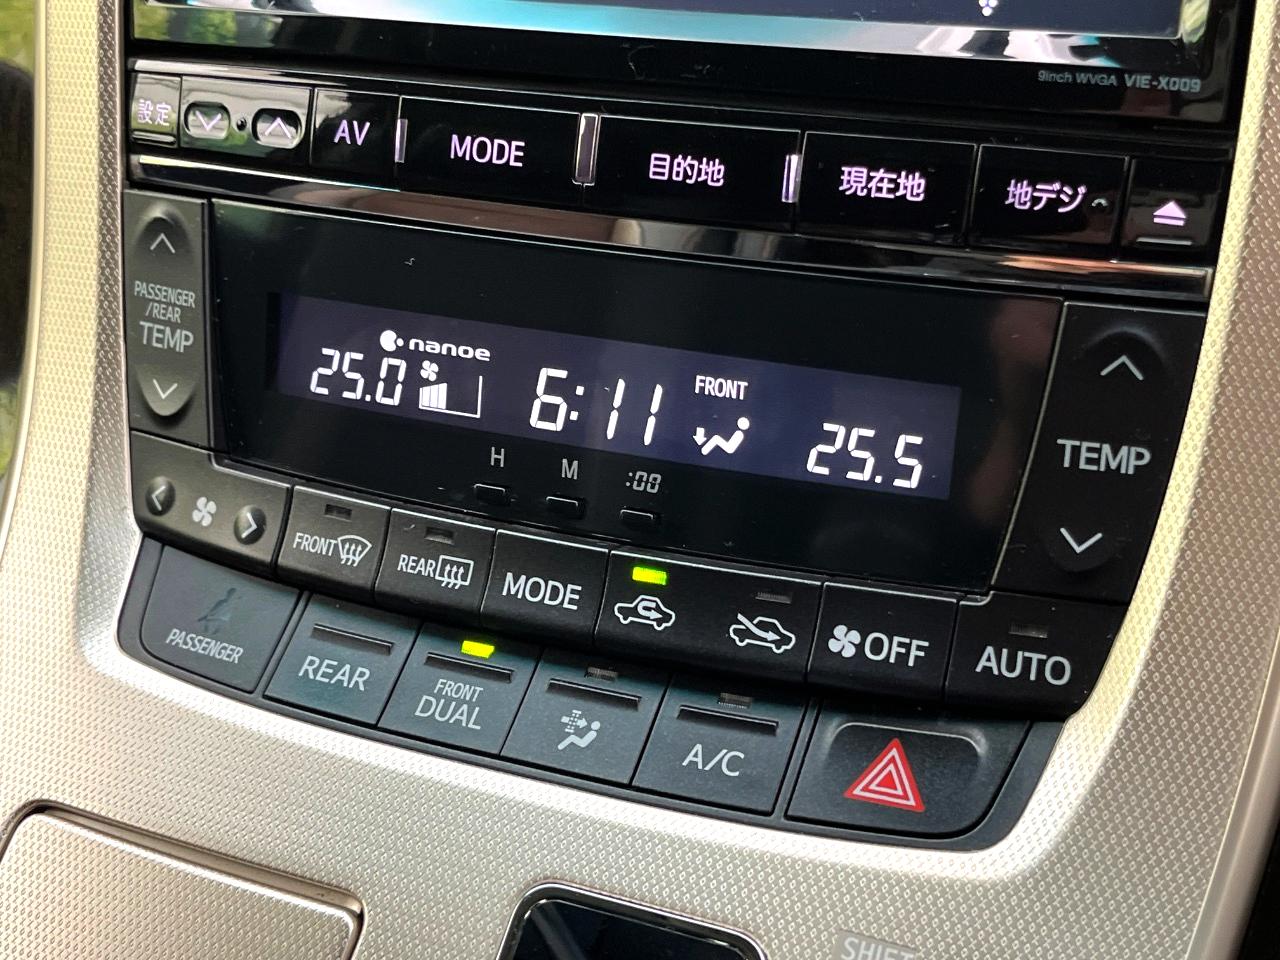 9inch WVGA VIE-X009
設定
AV
MODE
目的地
現在地
地デジ
PASSENGER
/REAR
TEMP
nanoe
25.0
6:11
FRONT
25.5
H
M
:00
TEMP
FRONT
REAR
MODE
OFF
AUTO
PASSENGER
REAR
FRONT
DUAL
A/C
SHIFT